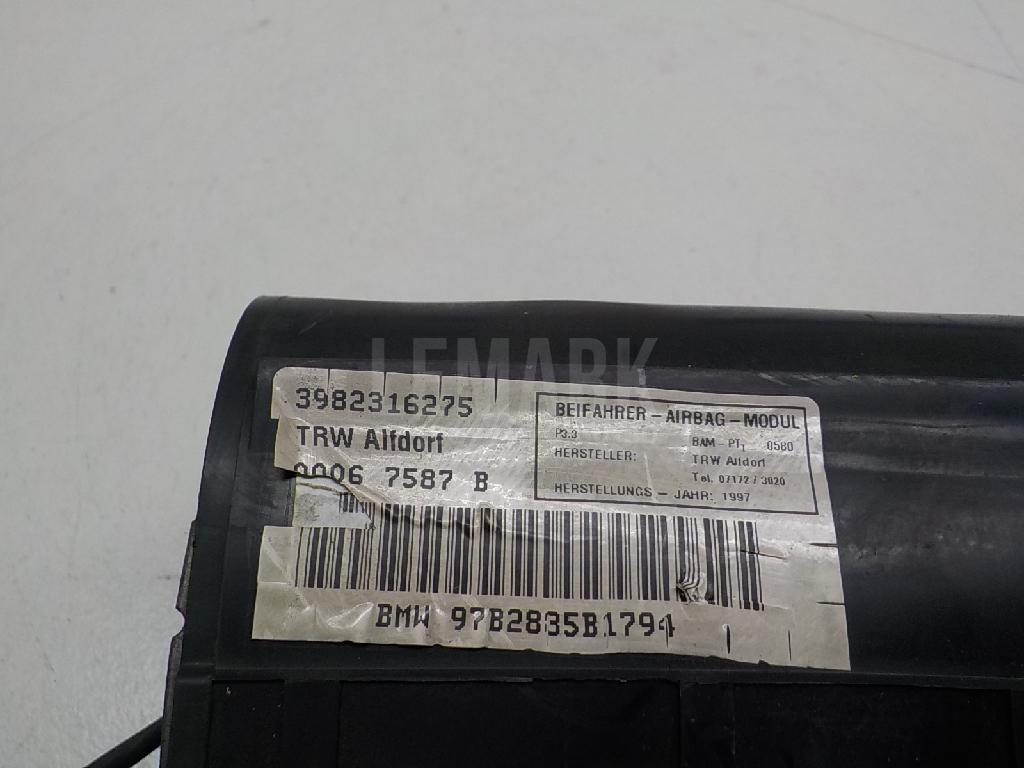 LEMARK
3982316275
TRW Alfdorf
0006 7587 B
BEIFAHRER - AIRBAG - MODUL
P3.3 BAM - PT1 0580
HERSTELLER: TRW Alfdorf
Tel. 07172 / 3020
HERSTELLUNGS - JAHR: 1997
BMW 97B2835B1794